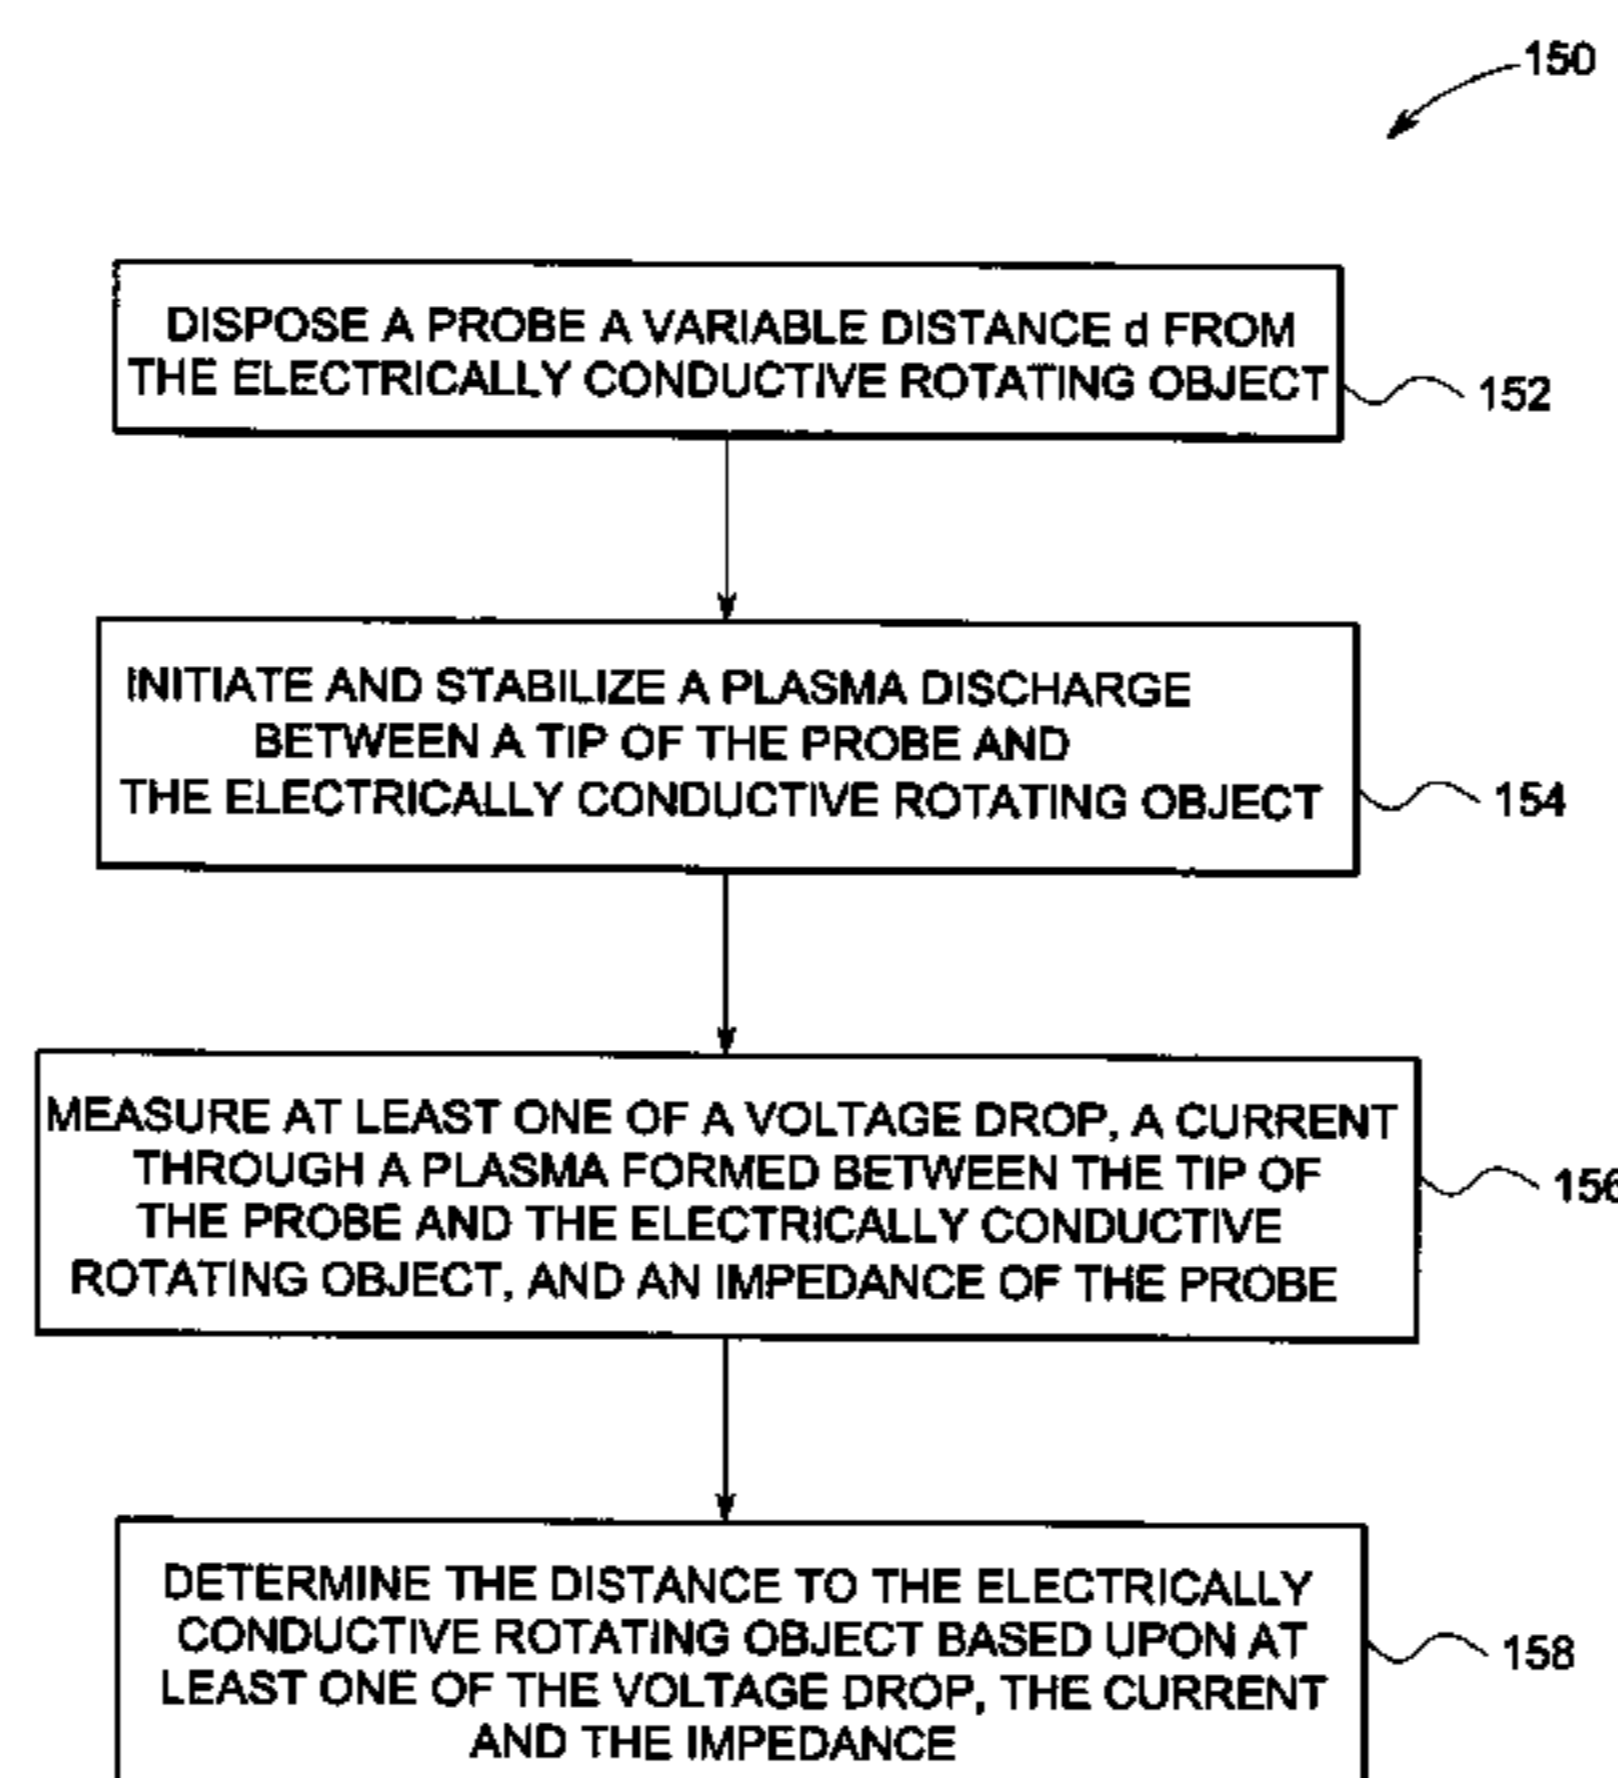 150
DISPOSE A PROBE A VARIABLE DISTANCE d FROM
THE ELECTRICALLY CONDUCTIVE ROTATING OBJECT
152
INITIATE AND STABILIZE A PLASMA DISCHARGE
BETWEEN A TIP OF THE PROBE AND
THE ELECTRICALLY CONDUCTIVE ROTATING OBJECT
154
MEASURE AT LEAST ONE OF A VOLTAGE DROP, A CURRENT
THROUGH A PLASMA FORMED BETWEEN THE TIP OF
THE PROBE AND THE ELECTRICALLY CONDUCTIVE
ROTATING OBJECT, AND AN IMPEDANCE OF THE PROBE
156
DETERMINE THE DISTANCE TO THE ELECTRICALLY
CONDUCTIVE ROTATING OBJECT BASED UPON AT
LEAST ONE OF THE VOLTAGE DROP, THE CURRENT
AND THE IMPEDANCE
158